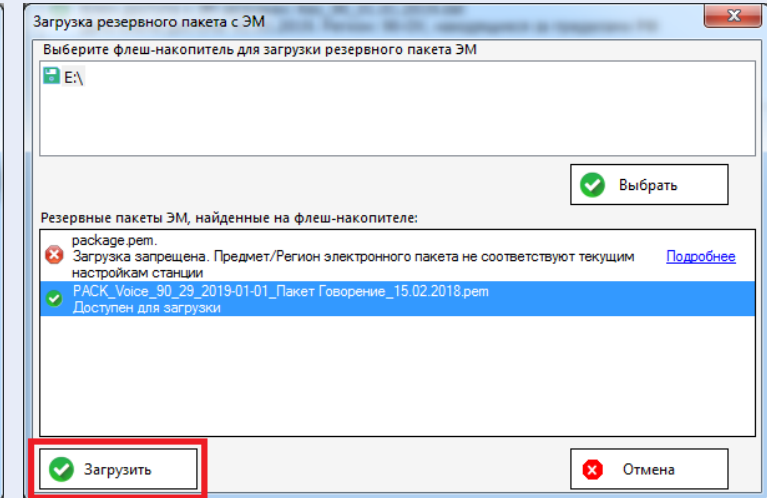 Загрузка резервного пакета с ЭМ
Выберите флеш-накопитель для загрузки резервного пакета ЭМ
E:\
Выбрать
Резервные пакеты ЭМ, найденные на флеш-накопителе:
package.pem.
Загрузка запрещена. Предмет/Регион электронного пакета не соответствуют текущим
настройкам станции
Подробнее
PACK_Voice_90_29_2019-01-01_Пакет Говорение_15.02.2018.pem
Доступен для загрузки
Загрузить
Отмена